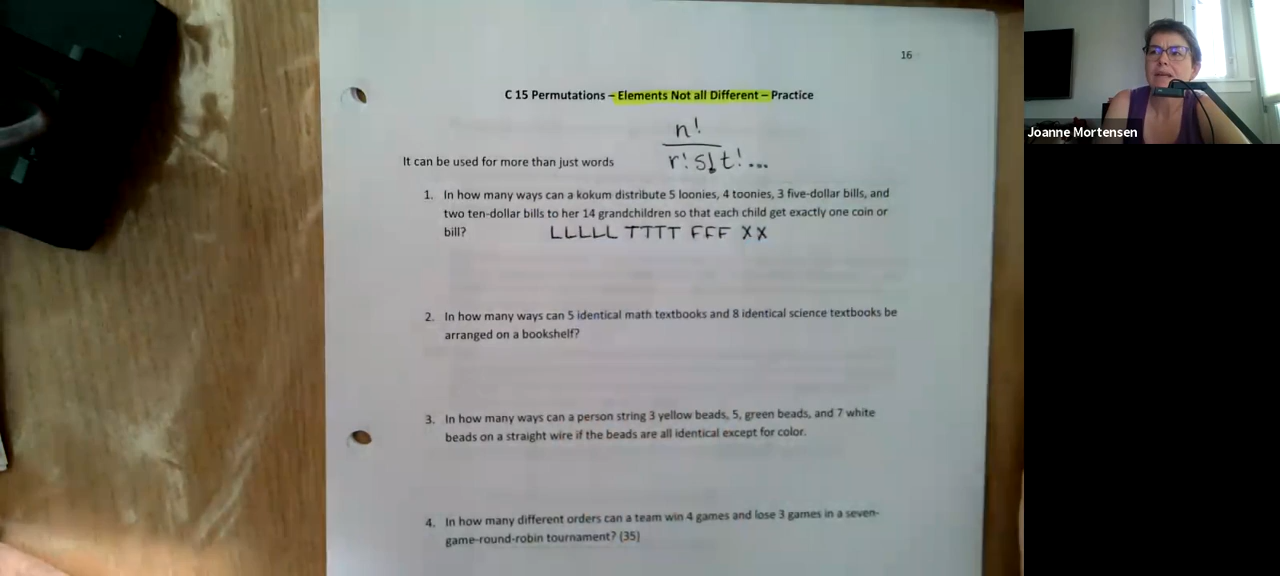 16
C 15 Permutations – Elements Not all Different – Practice
n!
It can be used for more than just words
r! s! t! ...
1. In how many ways can a kokum distribute 5 loonies, 4 toonies, 3 five-dollar bills, and
two ten-dollar bills to her 14 grandchildren so that each child get exactly one coin or
bill?
LLLLL TTTT FFF XX
2. In how many ways can 5 identical math textbooks and 8 identical science textbooks be
arranged on a bookshelf?
3. In how many ways can a person string 3 yellow beads, 5, green beads, and 7 white
beads on a straight wire if the beads are all identical except for color.
4. In how many different orders can a team win 4 games and lose 3 games in a seven-
game-round-robin tournament? (35)
Joanne Mortensen